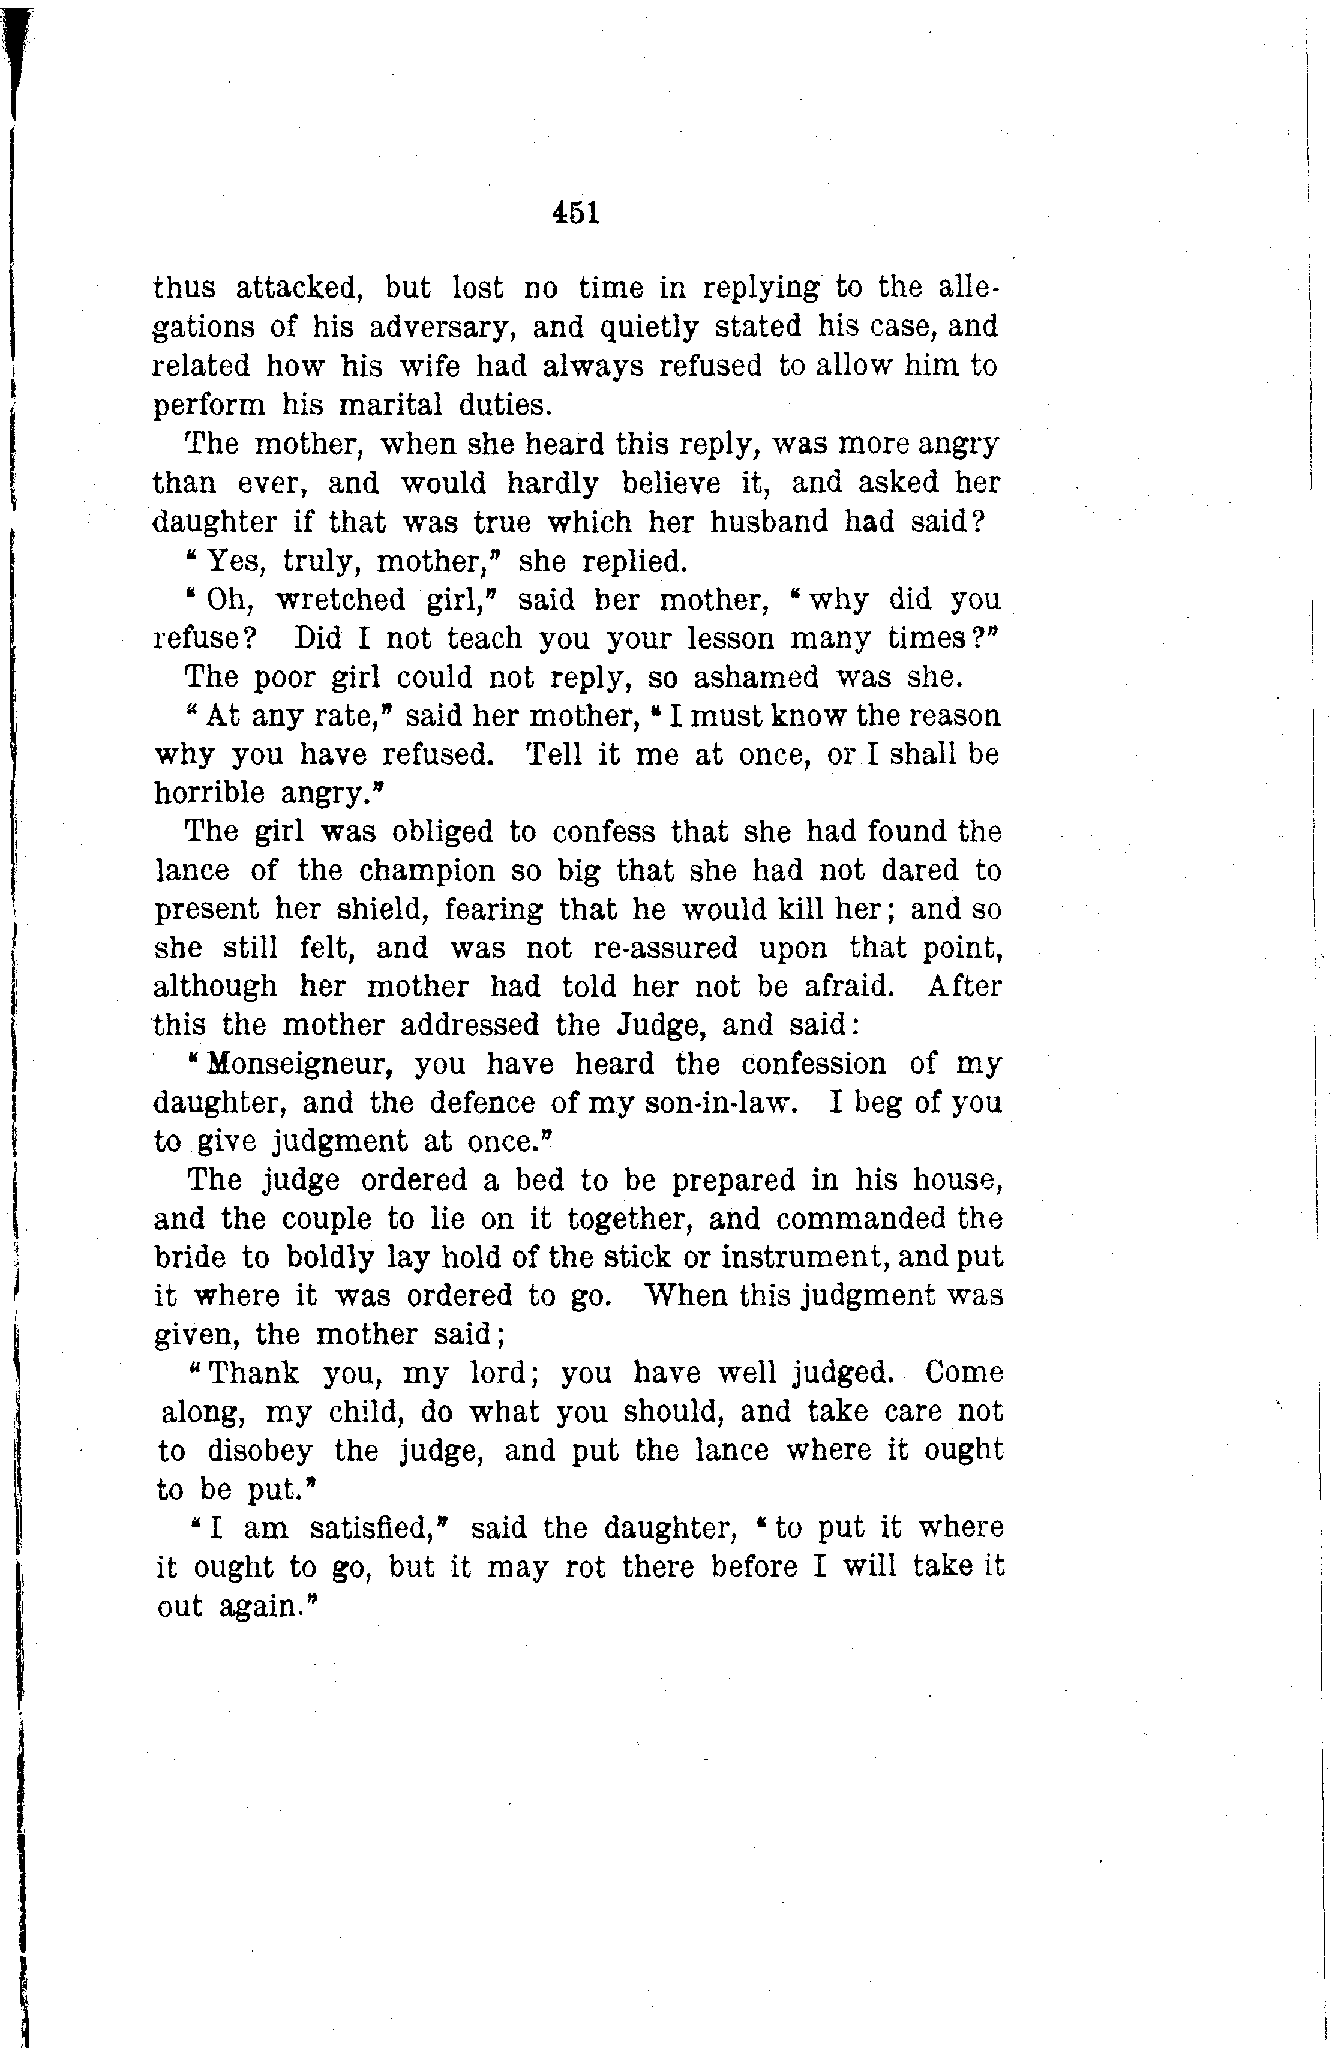 451
thus attacked, but lost no time in replying to the alle-
gations of his adversary, and quietly stated his case, and
related how his wife had always refused to allow him to
perform his marital duties.
The mother, when she heard this reply, was more angry
than ever, and would hardly believe it, and asked her
daughter if that was true which her husband had said?
“ Yes, truly, mother,” she replied.
“ Oh, wretched girl,” said her mother, “ why did you
refuse? Did I not teach you your lesson many times?”
The poor girl could not reply, so ashamed was she.
“ At any rate,” said her mother, “ I must know the reason
why you have refused. Tell it me at once, or I shall be
horrible angry.”
The girl was obliged to confess that she had found the
lance of the champion so big that she had not dared to
present her shield, fearing that he would kill her; and so
she still felt, and was not re-assured upon that point,
although her mother had told her not be afraid. After
this the mother addressed the Judge, and said:
“ Monseigneur, you have heard the confession of my
daughter, and the defence of my son-in-law. I beg of you
to give judgment at once.”
The judge ordered a bed to be prepared in his house,
and the couple to lie on it together, and commanded the
bride to boldly lay hold of the stick or instrument, and put
it where it was ordered to go. When this judgment was
given, the mother said;
“ Thank you, my lord; you have well judged. Come
along, my child, do what you should, and take care not
to disobey the judge, and put the lance where it ought
to be put.”
“ I am satisfied,” said the daughter, “ to put it where
it ought to go, but it may rot there before I will take it
out again.”